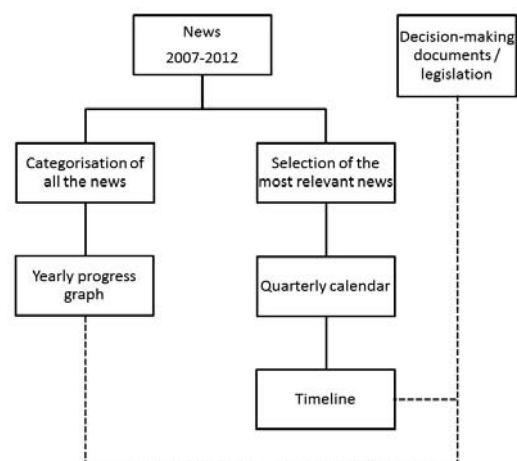 News
2007-2012
Decision-making
documents /
legislation
Categorisation of
all the news
Selection of the
most relevant news
Yearly progress
graph
Quarterly calendar
Timeline